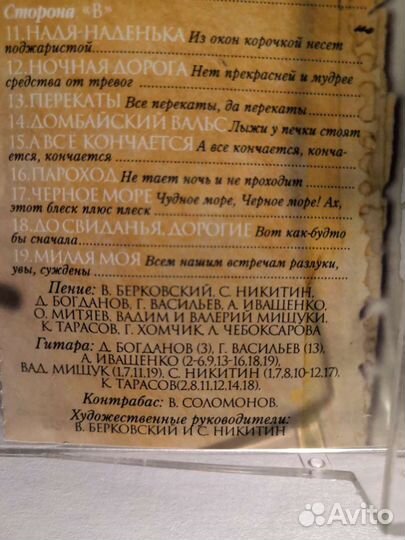 Сторона "В"
11. НАДЯ-НАДЕНЬКА Из окон корочкой несет
поджаристой
12. НОЧНАЯ ДОРОГА Нет прекрасней и мудрее
средства от тревог
13. ПЕРЕКАТЫ Все перекаты, да перекаты
14. ДОМБАЙСКИЙ ВАЛЬС Лыжи у печки стоят
15. А ВСЕ КОНЧАЕТСЯ А все кончается, конча-
ется, кончается
16. ПАРОХОД Не тает ночь и не проходит
17. ЧЕРНОЕ МОРЕ Чудное море, Черное море! Ах,
этот блеск плюс плеск
18. ДО СВИДАНЬЯ, ДОРОГИЕ Вот как-будто
бы сначала
19. МИЛАЯ МОЯ Всем нашим встречам разлуки,
увы, суждены
Пение: В. БЕРКОВСКИЙ, С. НИКИТИН,
Д. БОГДАНОВ, Г. ВАСИЛЬЕВ, А. ИВАЩЕНКО,
О. МИТЯЕВ, ВАДИМ И ВАЛЕРИЙ МИЩУКИ,
К. ТАРАСОВ, Г. ХОМЧИК, Л. ЧЕБОКСАРОВА
Гитара: Д. БОГДАНОВ (3), Г. ВАСИЛЬЕВ (13),
А. ИВАЩЕНКО (2-6,9,13-16,18,19),
ВАД. МИЩУК (1,7,11,19). С. НИКИТИН (1,7,8,10-12,17).
К. ТАРАСОВ(2,8,11,12,14,18).
Контрабас: В. СОЛОМОНОВ.
Художественные руководители:
В. БЕРКОВСКИЙ И С. НИКИТИН
Avito